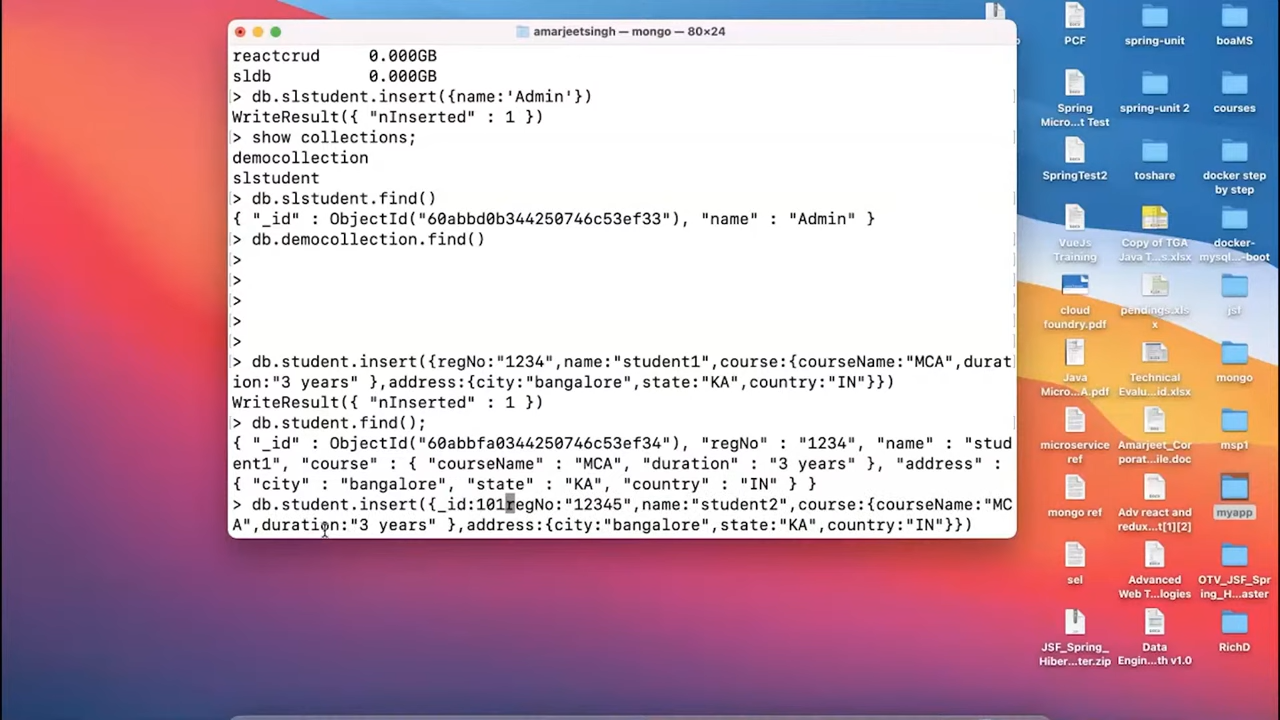 amarjeetsingh — mongo — 80×24
reactcrud 0.000GB
sldb 0.000GB
> db.slstudent.insert({name:'Admin'})
WriteResult({ "nInserted" : 1 })
> show collections;
democollection
slstudent
> db.slstudent.find()
{ "_id" : ObjectId("60abbd0b344250746c53ef33"), "name" : "Admin" }
> db.democollection.find()
>
>
>
>
>
> db.student.insert({regNo:"1234",name:"student1",course:{courseName:"MCA",durat
ion:"3 years" },address:{city:"bangalore",state:"KA",country:"IN"}})
WriteResult({ "nInserted" : 1 })
> db.student.find();
{ "_id" : ObjectId("60abbfa034425074​6c53ef34"), "regNo" : "1234", "name" : "stud
ent1", "course" : { "courseName" : "MCA", "duration" : "3 years" }, "address" :
{ "city" : "bangalore", "state" : "KA", "country" : "IN" } }
> db.student.insert({_id:101regNo:"12345",name:"student2",course:{courseName:"MC
A",duration:"3 years" },address:{city:"bangalore",state:"KA",country:"IN"}})
PCF
spring-unit
boaMS
Spring
Micro...t Test
spring-unit 2
courses
SpringTest2
toshare
docker step
by step
VueJs
Training
Copy of TGA
Java T...s.xlsx
docker-
mysql...-boot
cloud
foundry.pdf
pendings.xls
x
jsf
Java
Micro...A.pdf
Technical
Evalu...id.xlsx
mongo
microservice
ref
Amarjeet_Cor
porat...ile.doc
msp1
mongo ref
Adv react and
redux...t[1][2]
myapp
sel
Advanced
Web T...logies
OTV_JSF_Spr
ing_H...aster
JSF_Spring_
Hiber...ter.zip
Data
Engin...th v1.0
RichD